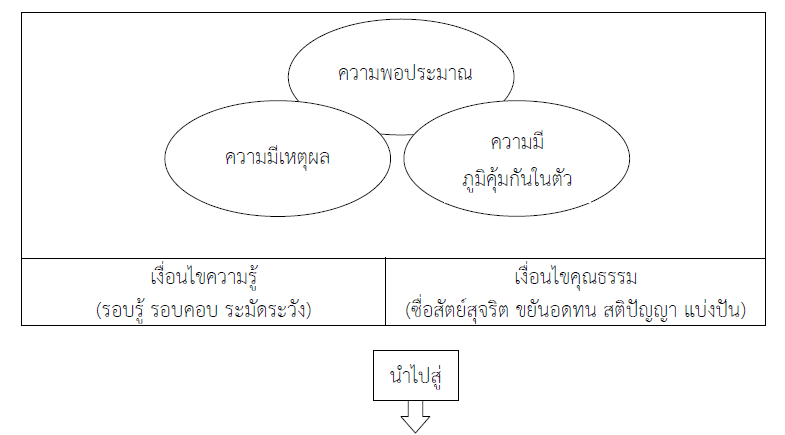 ความพอประมาณ
ความมีเหตุผล
ความมี
ภูมิคุ้มกันในตัว
เงื่อนไขความรู้
(รอบรู้ รอบคอบ ระมัดระวัง)
เงื่อนไขคุณธรรม
(ซื่อสัตย์สุจริต ขยันอดทน สติปัญญา แบ่งปัน)
นำไปสู่